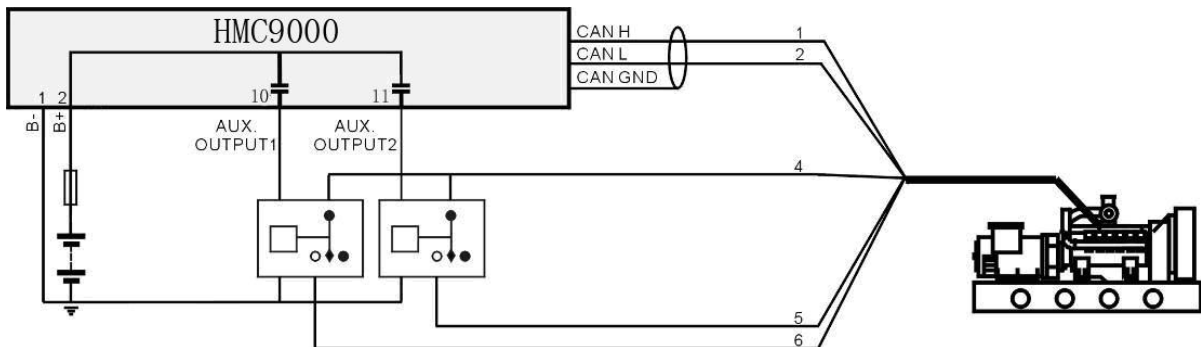 HMC9000
CAN H
1
CAN L
2
CAN GND
1
2
10
11
B-
B+
AUX.
OUTPUT1
AUX.
OUTPUT2
4
5
6